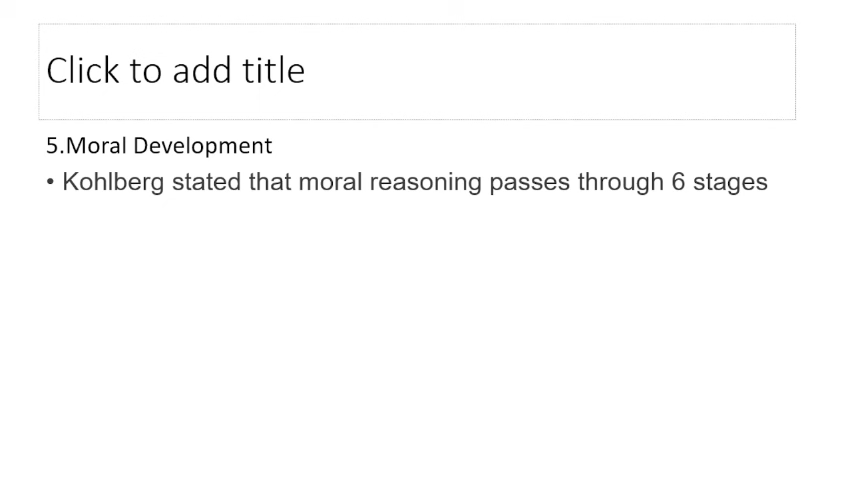 Click to add title
5.Moral Development
• Kohlberg stated that moral reasoning passes through 6 stages